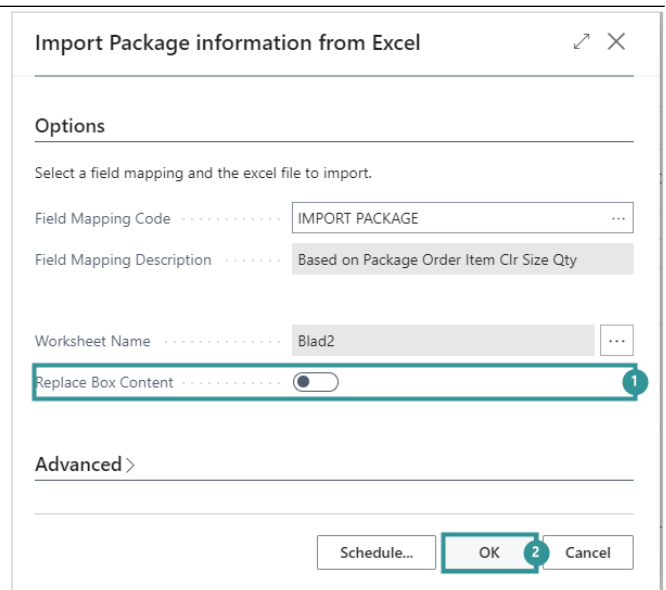 Import Package information from Excel
Options
Select a field mapping and the excel file to import.
Field Mapping Code IMPORT PACKAGE ...
Field Mapping Description Based on Package Order Item Clr Size Qty
Worksheet Name Blad2 ...
Replace Box Content 1
Advanced >
Schedule... OK 2 Cancel